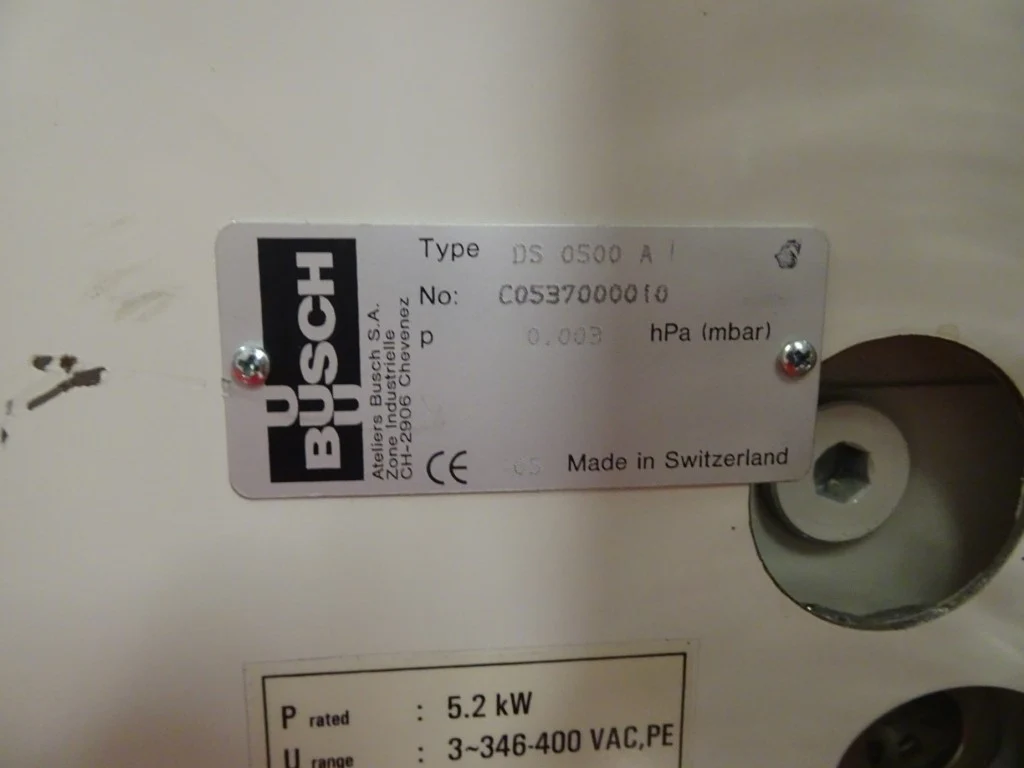 BUSCH
Ateliers Busch S.A.
Zone Industrielle
CH-2906 Chevenez
Type DS 0500 A
No: C0537000010
p 0.003 hPa (mbar)
CE 05 Made in Switzerland
P rated : 5.2 kW
U range : 3~346-400 VAC,PE